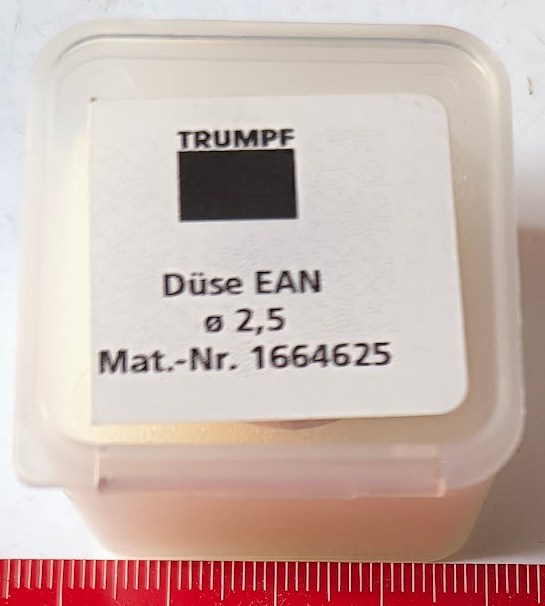 TRUMPF
Düse EAN
ø 2,5
Mat.-Nr. 1664625